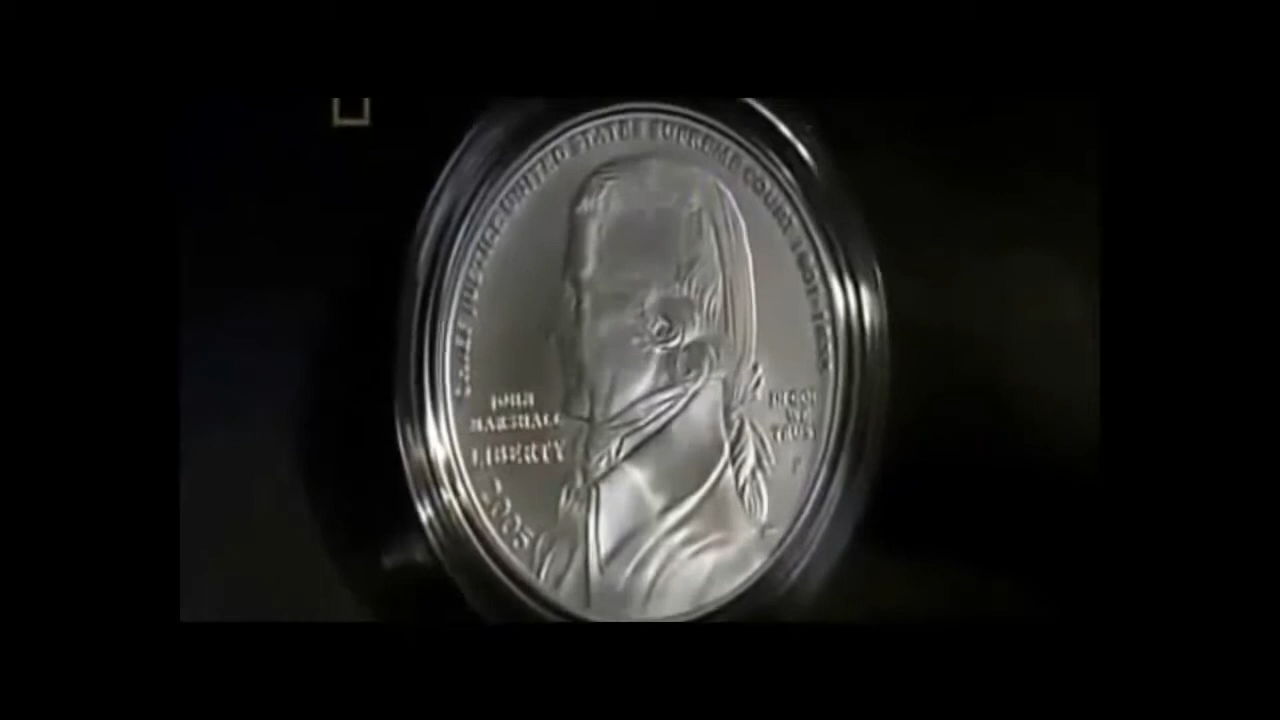 CHIEF JUSTICE UNITED STATES SUPREME COURT 1801-1835
JOHN
MARSHALL
LIBERTY
2005
IN GOD
WE
TRUST
P